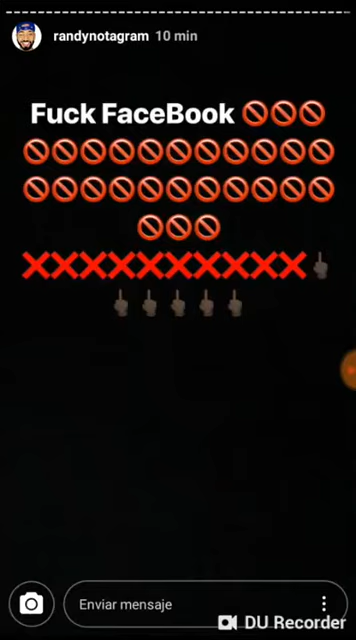 randynotagram 10 min
Fuck FaceBook 🚫🚫🚫
🚫🚫🚫🚫🚫🚫🚫🚫🚫🚫🚫
🚫🚫🚫🚫🚫🚫🚫🚫🚫🚫🚫
🚫🚫🚫
❌❌❌❌❌❌❌❌❌❌🖕🏿
🖕🏿🖕🏿🖕🏿🖕🏿🖕🏿
Enviar mensaje
DU Recorder